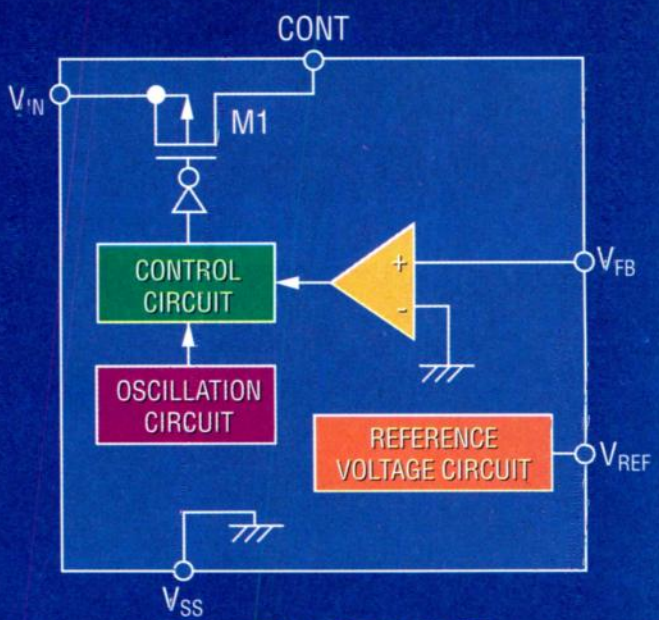 CONT
VIN
M1
CONTROL
CIRCUIT
+
-
VFB
OSCILLATION
CIRCUIT
REFERENCE
VOLTAGE CIRCUIT
VREF
VSS